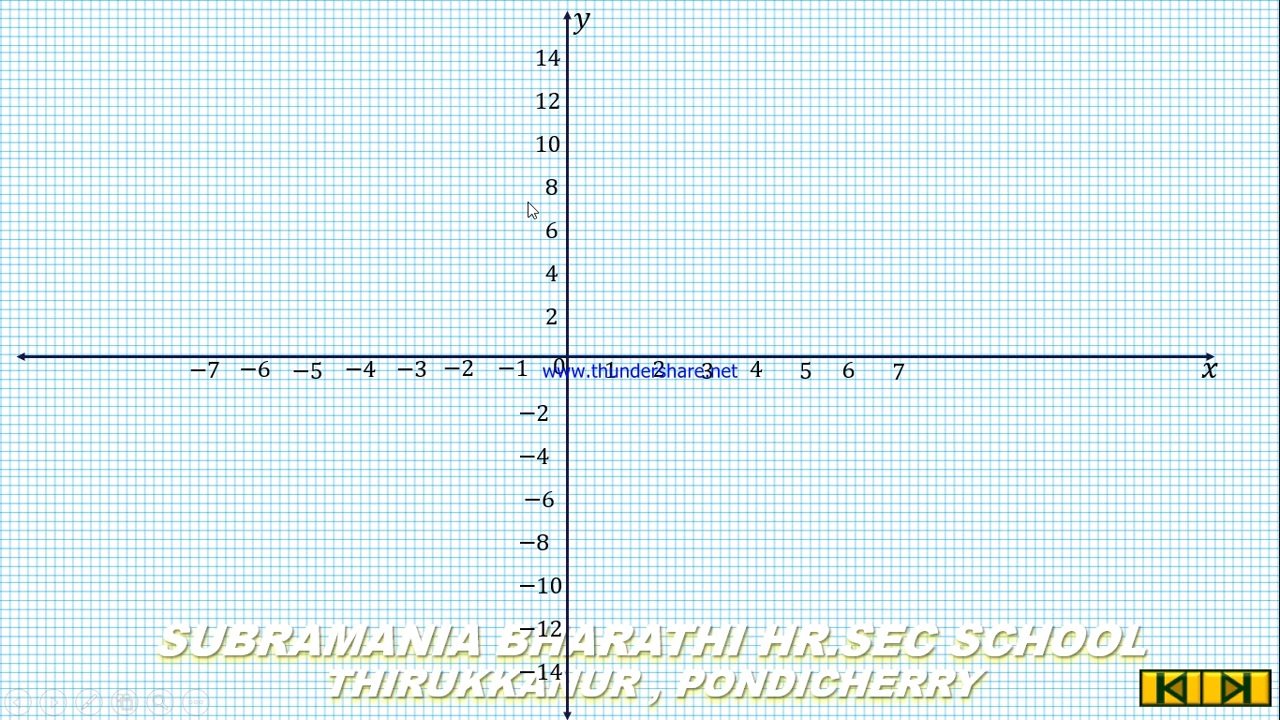 y
14
12
10
8
6
4
2
−7 −6 −5 −4 −3 −2 −1 0 1 2 3 4 5 6 7 x
www.thundershare.net
−2
−4
−6
−8
−10
−12
SUBRAMANIA BHARATHI HR.SEC SCHOOL
−14
THIRUKKANUR , PONDICHERRY